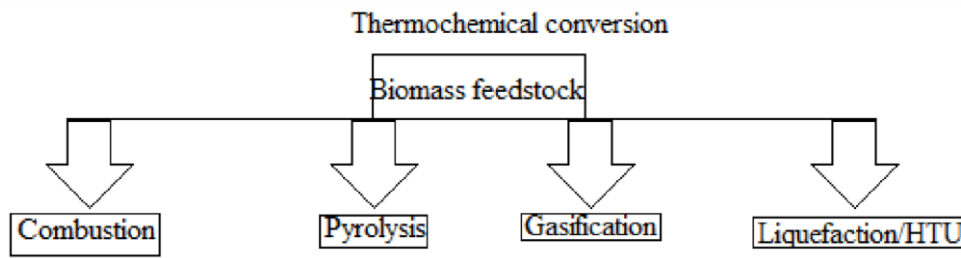 Thermochemical conversion
Biomass feedstock
Combustion
Pyrolysis
Gasification
Liquefaction/HTU